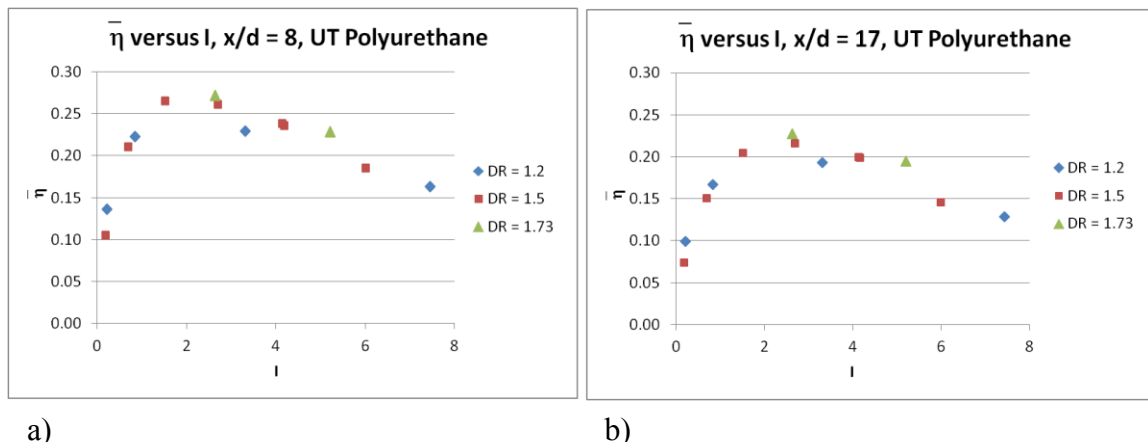 η̅ versus I, x/d = 8, UT Polyurethane
0.30
0.25
0.20
0.15
0.10
0.05
0.00
η̅
0 2 4 6 8
I
DR = 1.2
DR = 1.5
DR = 1.73
a)
η̅ versus I, x/d = 17, UT Polyurethane
0.30
0.25
0.20
0.15
0.10
0.05
0.00
η̅
0 2 4 6 8
I
DR = 1.2
DR = 1.5
DR = 1.73
b)